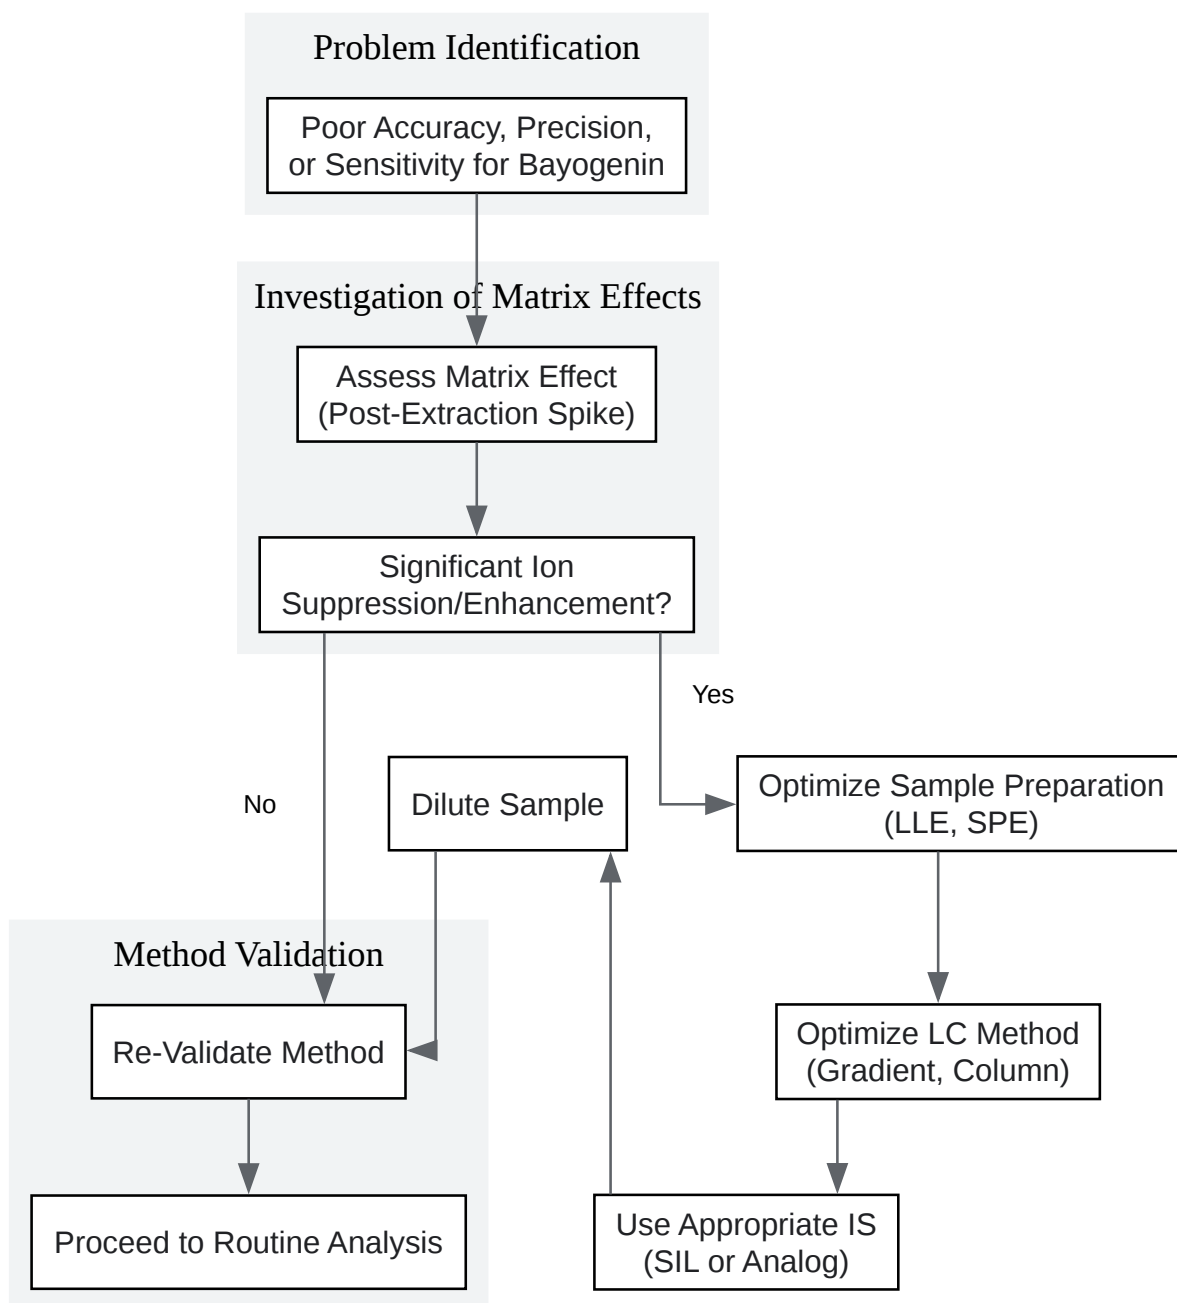 Problem Identification
Poor Accuracy, Precision,
or Sensitivity for Bayogenin
Investigation of Matrix Effects
Assess Matrix Effect
(Post-Extraction Spike)
Significant Ion
Suppression/Enhancement?
Yes
No
Dilute Sample
Optimize Sample Preparation
(LLE, SPE)
Method Validation
Re-Validate Method
Optimize LC Method
(Gradient, Column)
Proceed to Routine Analysis
Use Appropriate IS
(SIL or Analog)